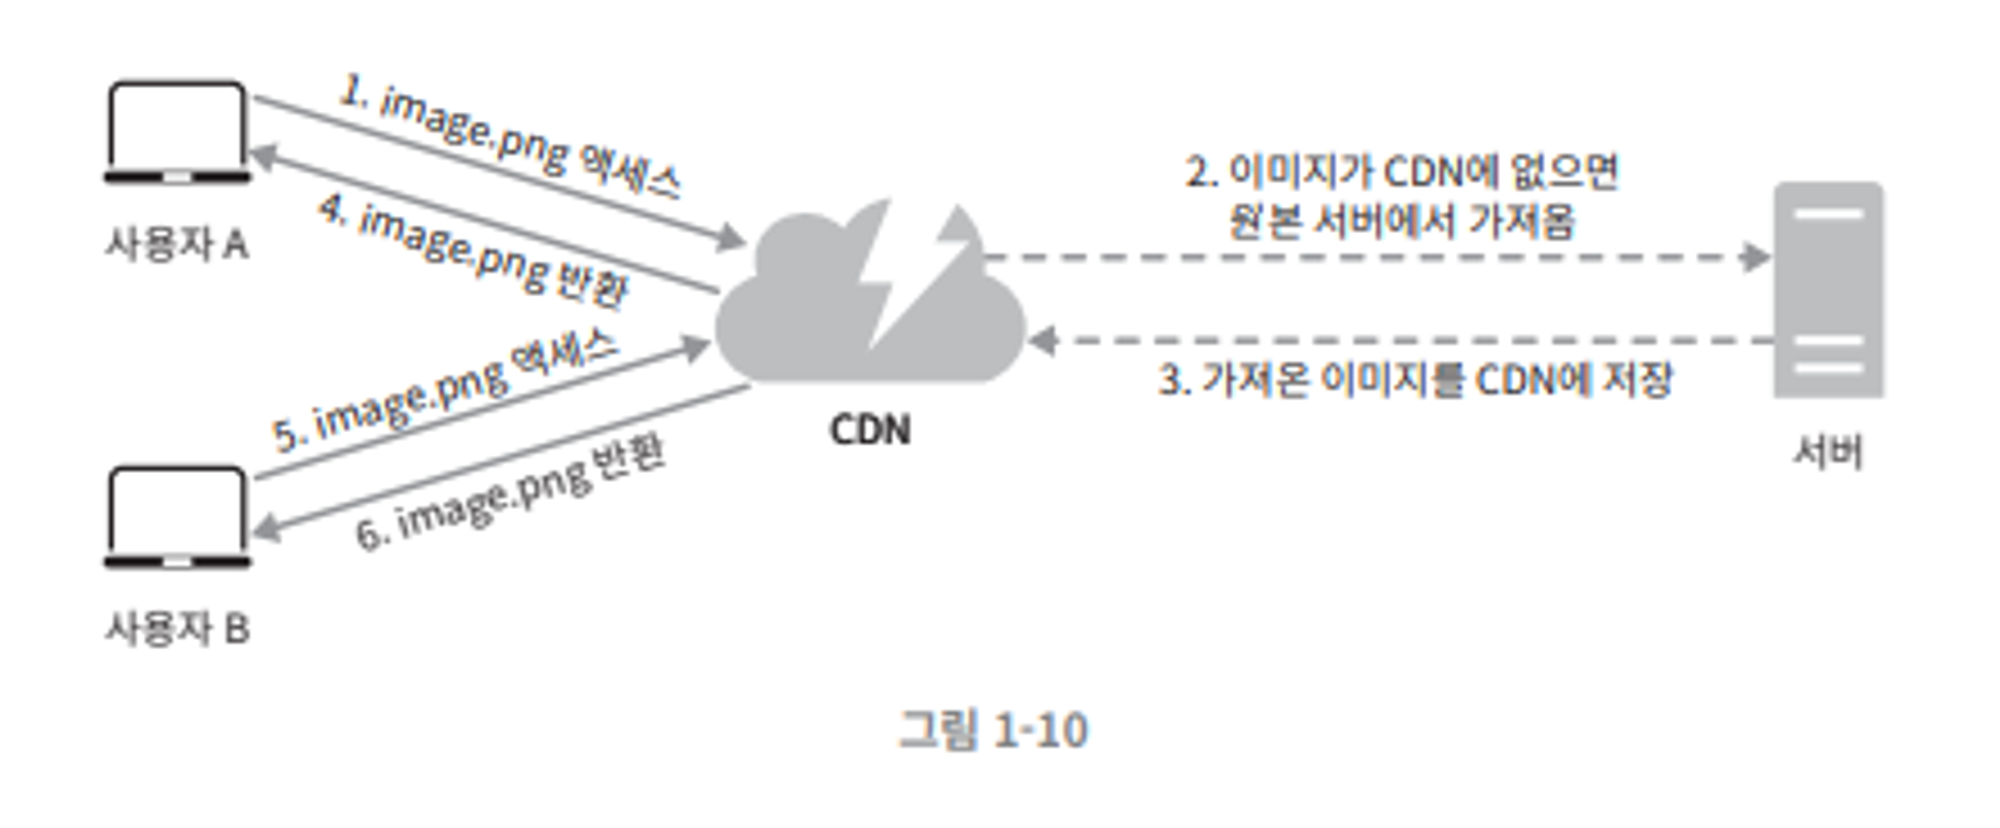 1. image.png 액세스
4. image.png 반환
사용자 A
2. 이미지가 CDN에 없으면
원본 서버에서 가져옴
3. 가져온 이미지를 CDN에 저장
5. image.png 액세스
6. image.png 반환
CDN
서버
사용자 B
그림 1-10